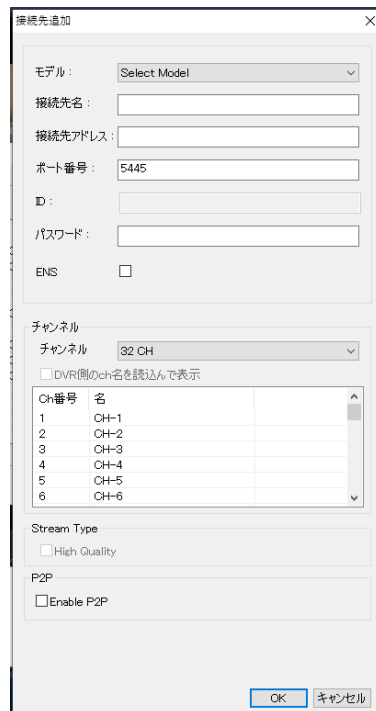 接続先追加
モデル： Select Model
接続先名：
接続先アドレス：
ポート番号： 5445
ID：
パスワード：
ENS
チャンネル
チャンネル 32 CH
DVR側のch名を読込んで表示
Ch番号 名
1 CH-1
2 CH-2
3 CH-3
4 CH-4
5 CH-5
6 CH-6
Stream Type
High Quality
P2P
Enable P2P
OK キャンセル